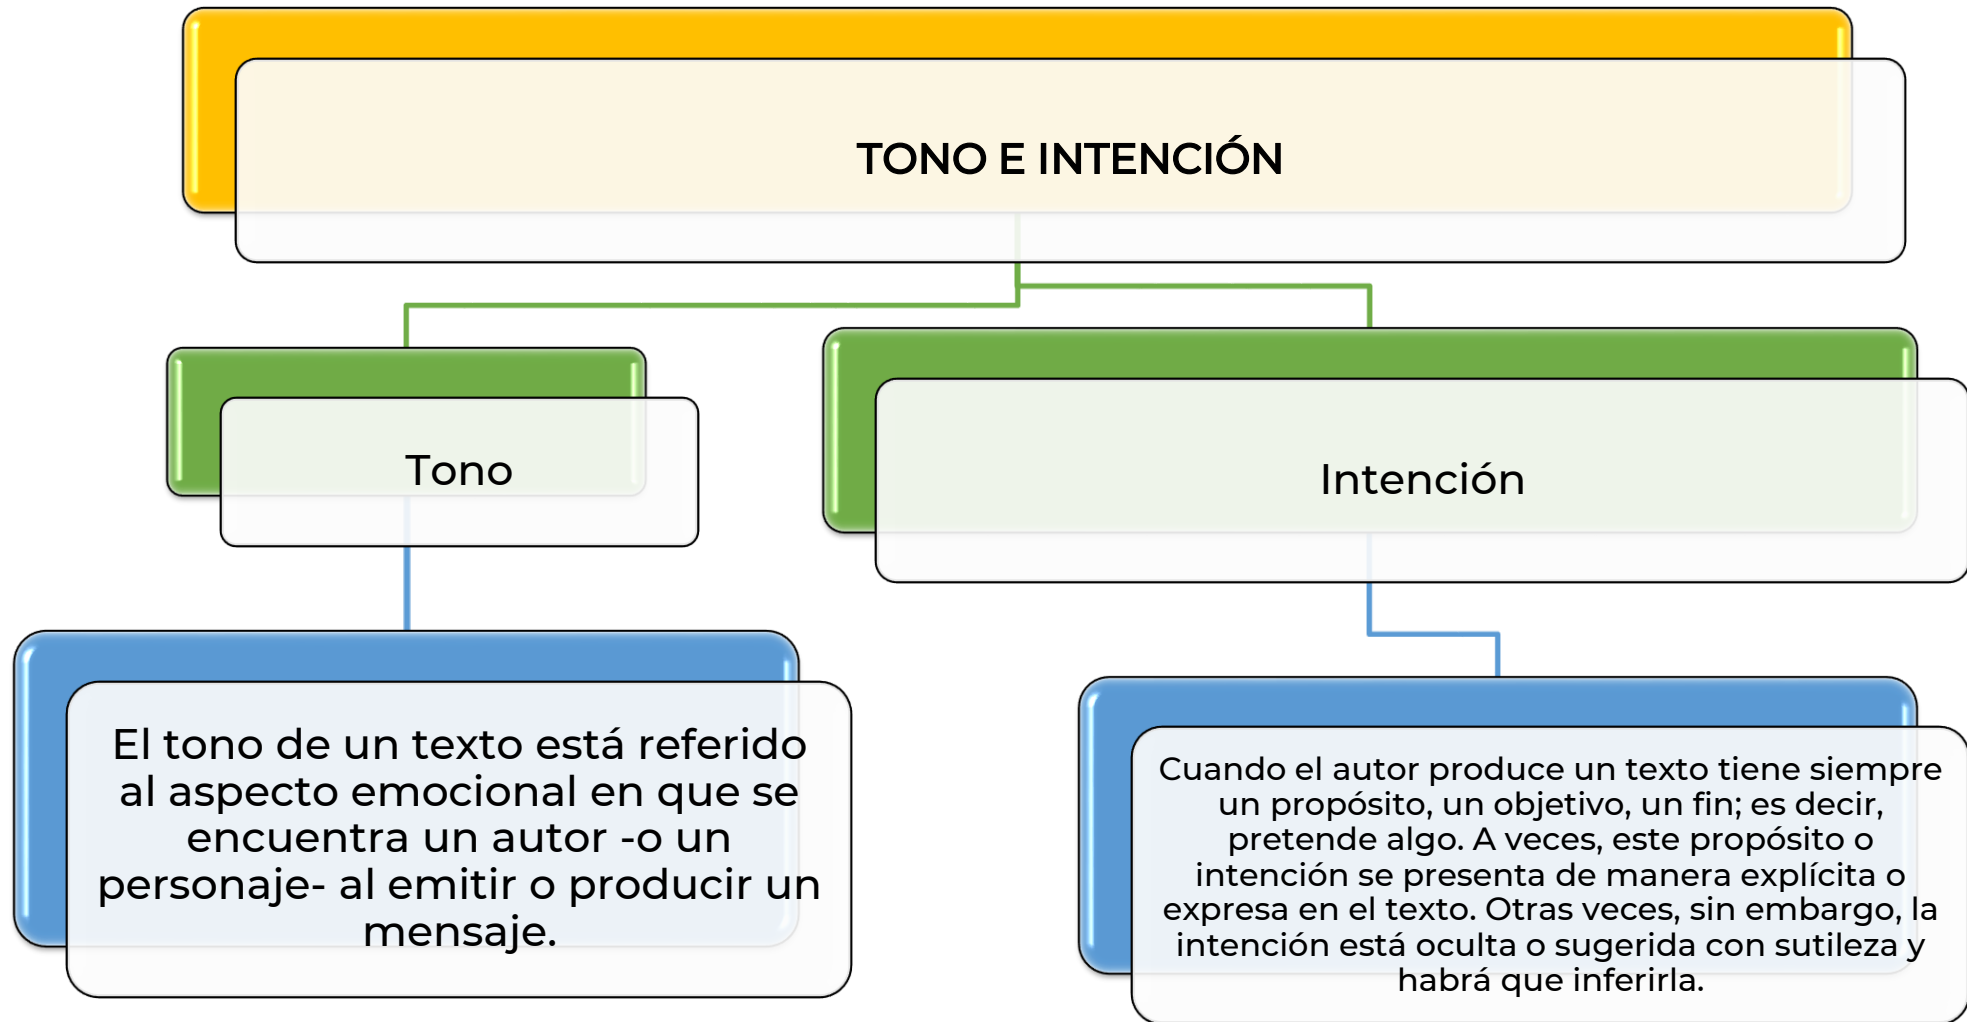 TONO E INTENCIÓN
Tono
Intención
El tono de un texto está referido
al aspecto emocional en que se
encuentra un autor -o un
personaje- al emitir o producir un
mensaje.
Cuando el autor produce un texto tiene siempre
un propósito, un objetivo, un fin; es decir,
pretende algo. A veces, este propósito o
intención se presenta de manera explícita o
expresa en el texto. Otras veces, sin embargo, la
intención está oculta o sugerida con sutileza y
habrá que inferirla.